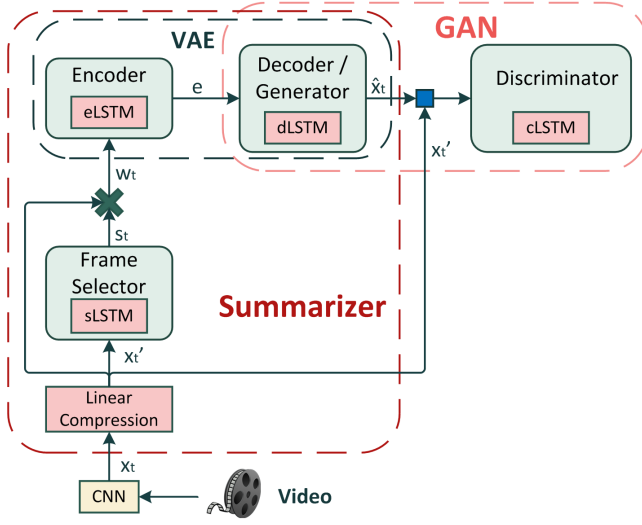 GAN
VAE
Encoder
eLSTM
e
Decoder /
Generator
dLSTM
x̂t
Discriminator
cLSTM
xt'
wt
st
Frame
Selector
sLSTM
Summarizer
xt'
Linear
Compression
xt
CNN
Video